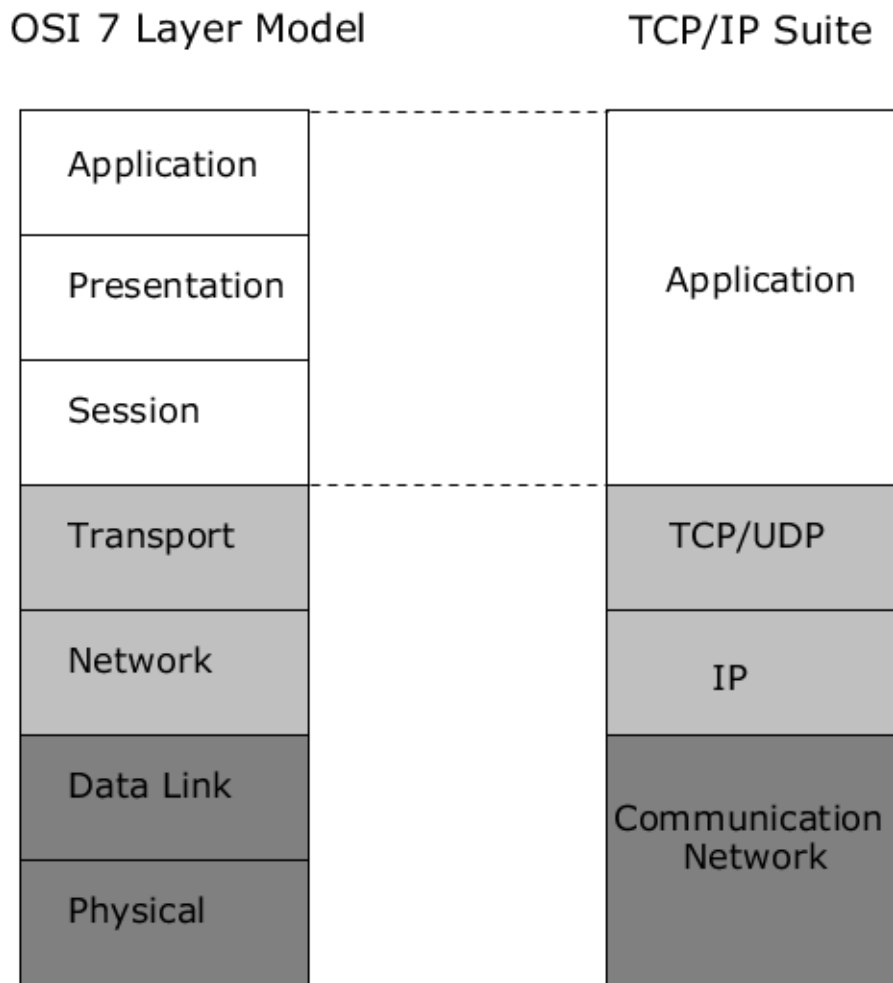 OSI 7 Layer Model
TCP/IP Suite
Application
Presentation
Session
Transport
Network
Data Link
Physical
Application
TCP/UDP
IP
Communication
Network